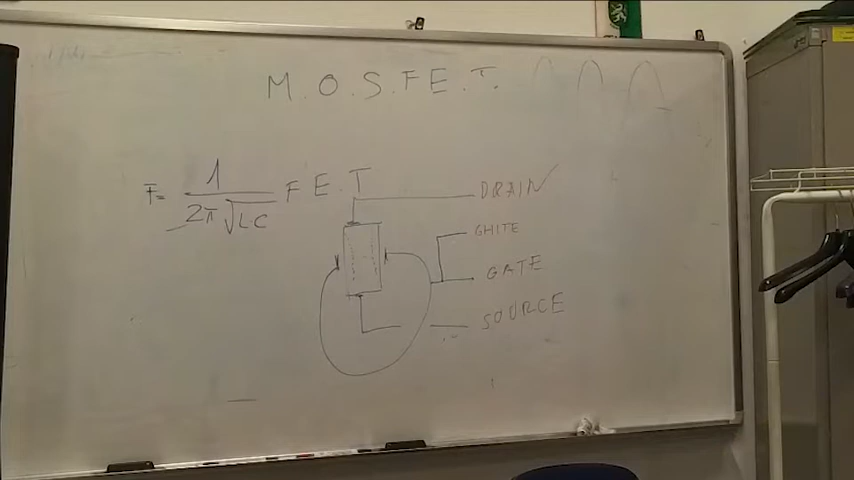 M.O.S.F.E.T.
F= 1 / 2π√LC
F E.T
DRAIN
GHITE
GATE
SOURCE